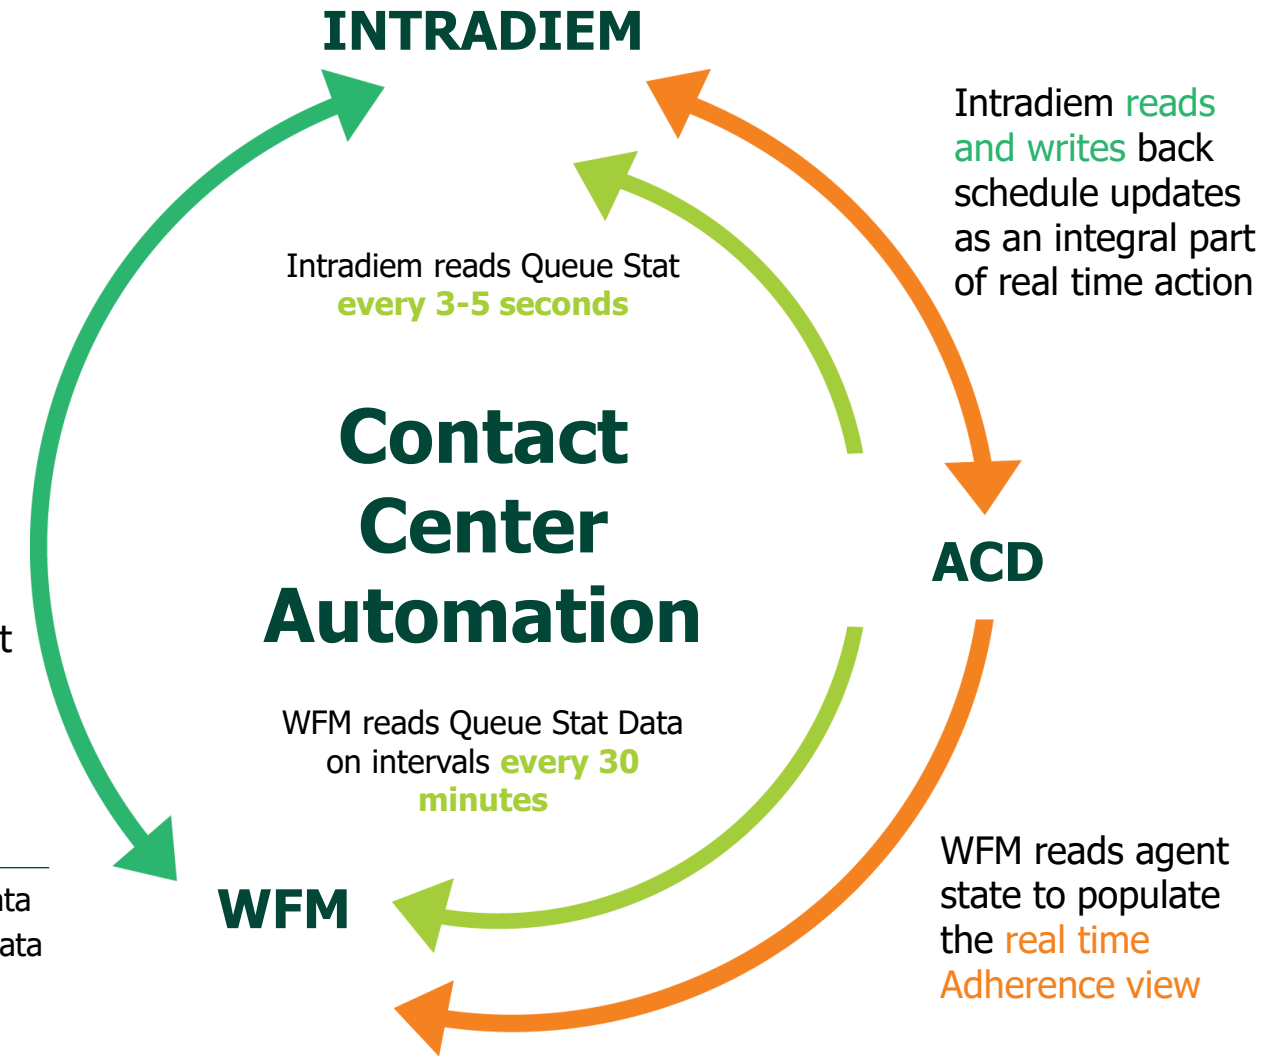 INTRADIEM
Intradiem reads
and writes back
schedule updates
as an integral part
of real time action
Intradiem reads Queue Stat
every 3-5 seconds
Contact
Center
Automation
ACD
t
WFM reads Queue Stat Data
on intervals every 30
minutes
WFM
ata
ata
WFM reads agent
state to populate
the real time
Adherence view